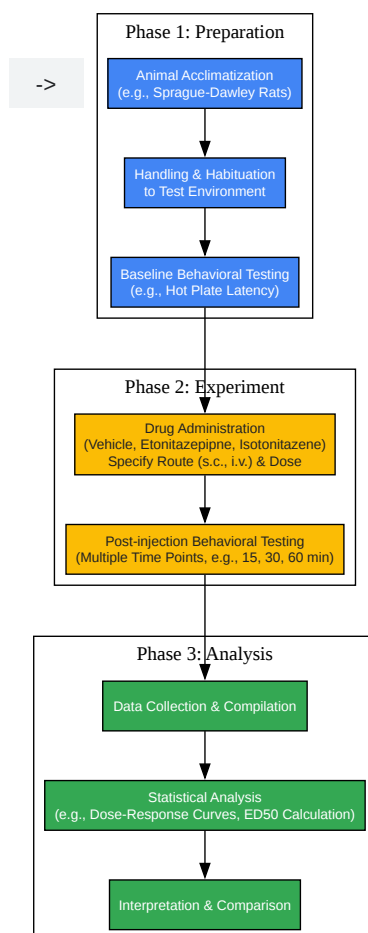 Phase 1: Preparation
->
Animal Acclimatization
(e.g., Sprague-Dawley Rats)
Handling & Habituation
to Test Environment
Baseline Behavioral Testing
(e.g., Hot Plate Latency)
Phase 2: Experiment
Drug Administration
(Vehicle, Etonitazepipne, Isotonitazene)
Specify Route (s.c., i.v.) & Dose
Post-injection Behavioral Testing
(Multiple Time Points, e.g., 15, 30, 60 min)
Phase 3: Analysis
Data Collection & Compilation
Statistical Analysis
(e.g., Dose-Response Curves, ED50 Calculation)
Interpretation & Comparison